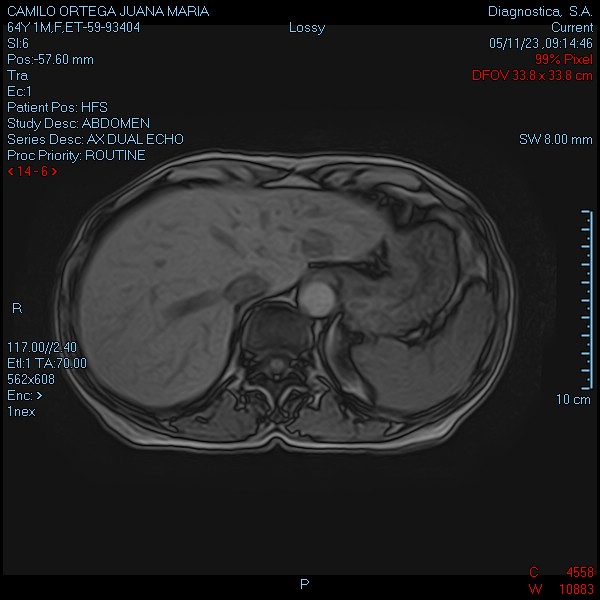 CAMILO ORTEGA JUANA MARIA
64Y 1M,F,ET-59-93404
Sl:6
Pos:-57.60 mm
Tra
Ec:1
Patient Pos: HFS
Study Desc: ABDOMEN
Series Desc: AX DUAL ECHO
Proc Priority: ROUTINE
< 14 - 6 >
Lossy
Diagnostica, S.A.
Current
05/11/23 ,09:14:46
99% Pixel
DFOV 33.8 x 33.8 cm
SW 8.00 mm
R
117.00//2.40
Etl:1 TA:70.00
562x608
Enc: >
1nex
10 cm
P
C 4558
W 10883